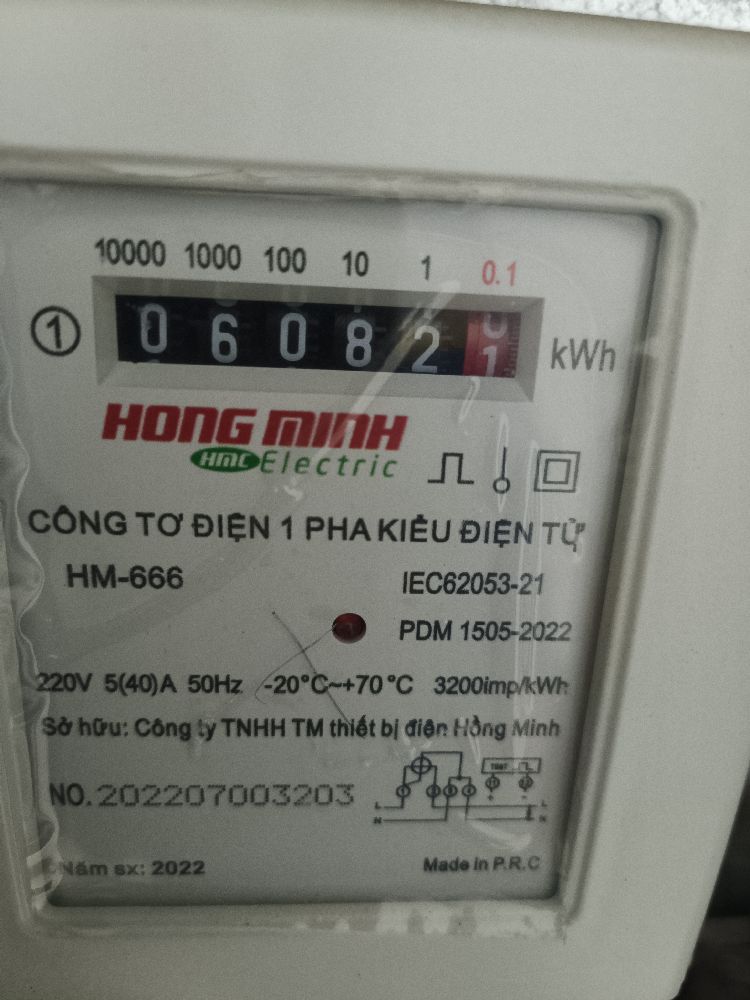 10000 1000 100 10 1 0.1
1 0 6 0 8 2 1 kWh
HONG MINH
HMC Electric
CÔNG TƠ ĐIỆN 1 PHA KIỂU ĐIỆN TỬ
HM-666 IEC62053-21
PDM 1505-2022
220V 5(40)A 50Hz -20°C~+70°C 3200imp/kWh
Sở hữu: Công ty TNHH TM thiết bị điện Hồng Minh
NO. 202207003203
L N L N
Năm sx: 2022 Made in P.R.C